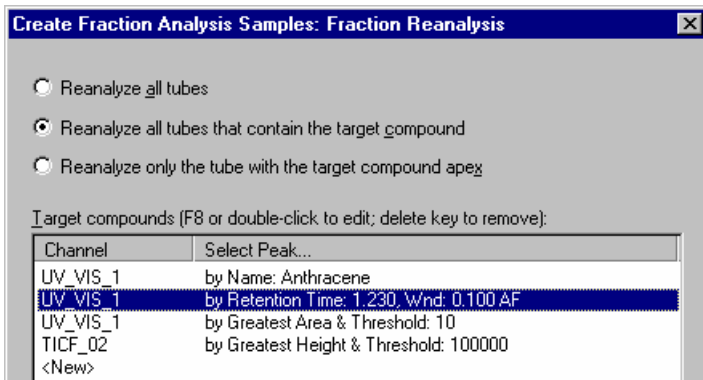 Create Fraction Analysis Samples: Fraction Reanalysis
Reanalyze all tubes
Reanalyze all tubes that contain the target compound
Reanalyze only the tube with the target compound apex
Target compounds (F8 or double-click to edit; delete key to remove):
Channel Select Peak...
UV_VIS_1 by Name: Anthracene
UV_VIS_1 by Retention Time: 1.230, Wnd: 0.100 AF
UV_VIS_1 by Greatest Area & Threshold: 10
TICF_02 by Greatest Height & Threshold: 100000
<New>